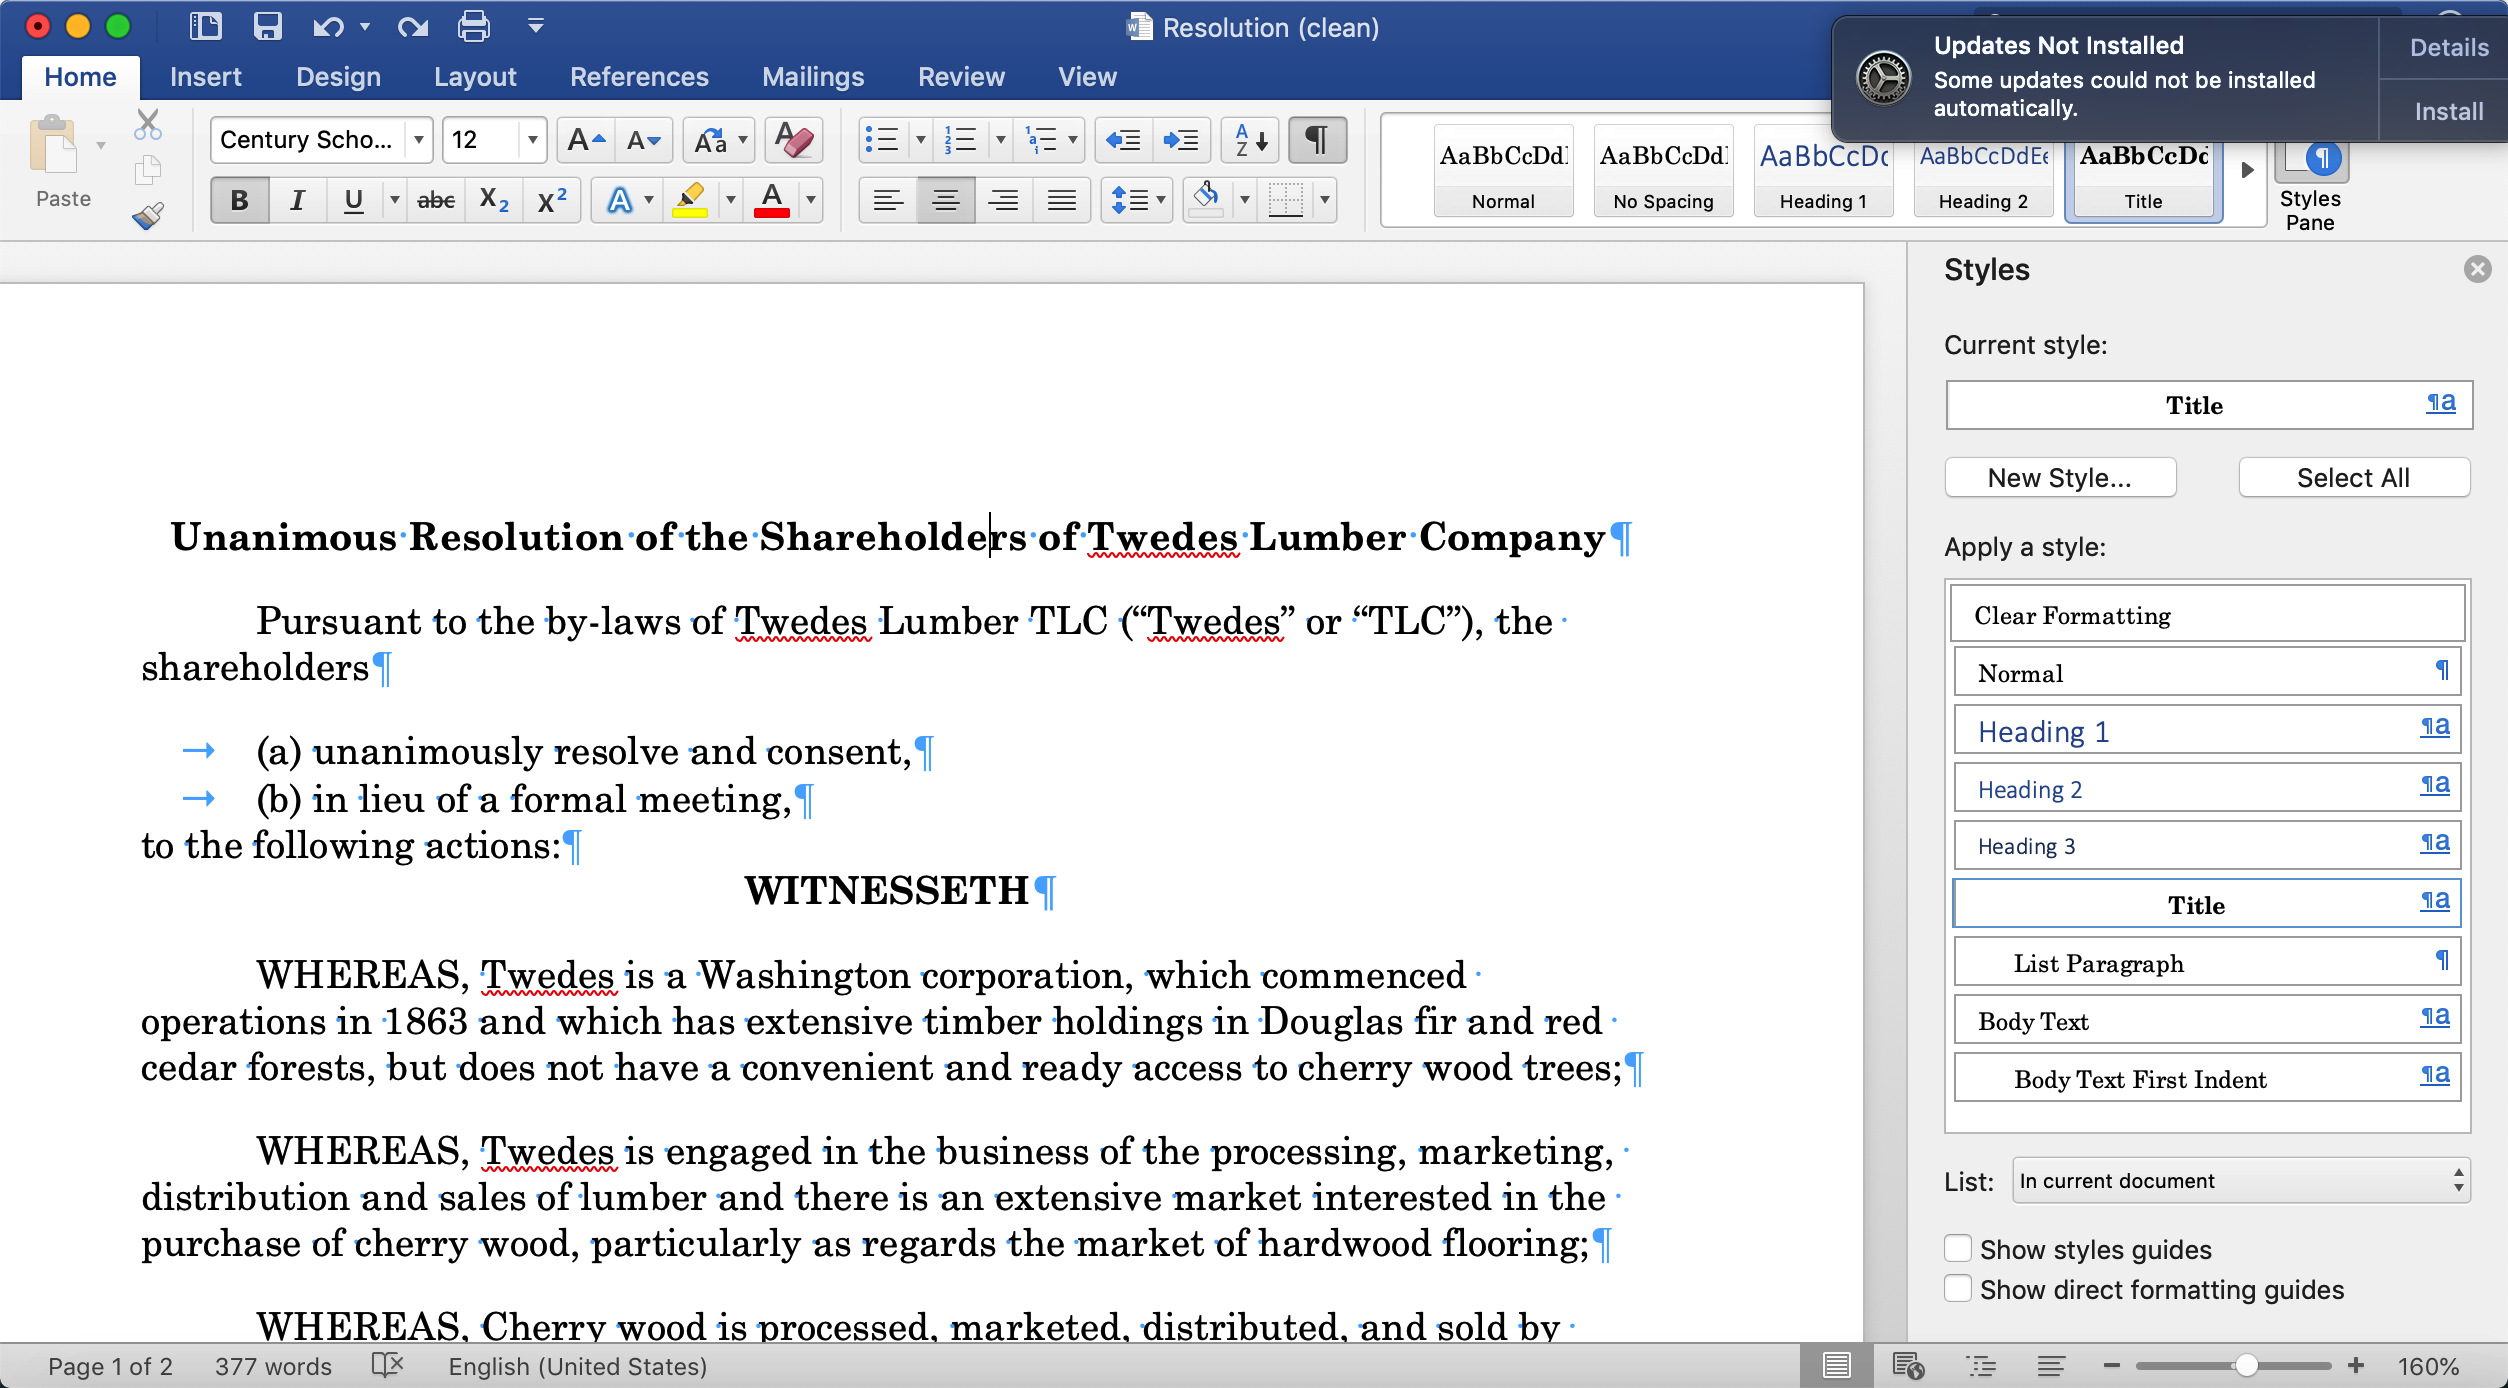 Resolution (clean)
Updates Not Installed
Some updates could not be installed
automatically.
Details
Install
Home Insert Design Layout References Mailings Review View
Paste
Century Scho... 12
AaBbCcDd Normal
AaBbCcDd No Spacing
AaBbCcDc Heading 1
AaBbCcDdEe Heading 2
AaBbCcDd Title
Styles
Pane
B I U abc X2 X2 A A
Unanimous Resolution of the Shareholders of Twedes Lumber Company¶
Pursuant to the by-laws of Twedes Lumber TLC (“Twedes” or “TLC”), the
shareholders¶
→ (a) unanimously resolve and consent,¶
→ (b) in lieu of a formal meeting,¶
to the following actions:¶
WITNESSETH¶
WHEREAS, Twedes is a Washington corporation, which commenced
operations in 1863 and which has extensive timber holdings in Douglas fir and red
cedar forests, but does not have a convenient and ready access to cherry wood trees;¶
WHEREAS, Twedes is engaged in the business of the processing, marketing,
distribution and sales of lumber and there is an extensive market interested in the
purchase of cherry wood, particularly as regards the market of hardwood flooring;¶
WHEREAS, Cherry wood is processed, marketed, distributed, and sold by
Styles
Current style:
Title ¶a
New Style... Select All
Apply a style:
Clear Formatting
Normal ¶
Heading 1 ¶a
Heading 2 ¶a
Heading 3 ¶a
Title ¶a
List Paragraph ¶
Body Text ¶a
Body Text First Indent ¶a
List: In current document
Show styles guides
Show direct formatting guides
Page 1 of 2 377 words English (United States) 160%